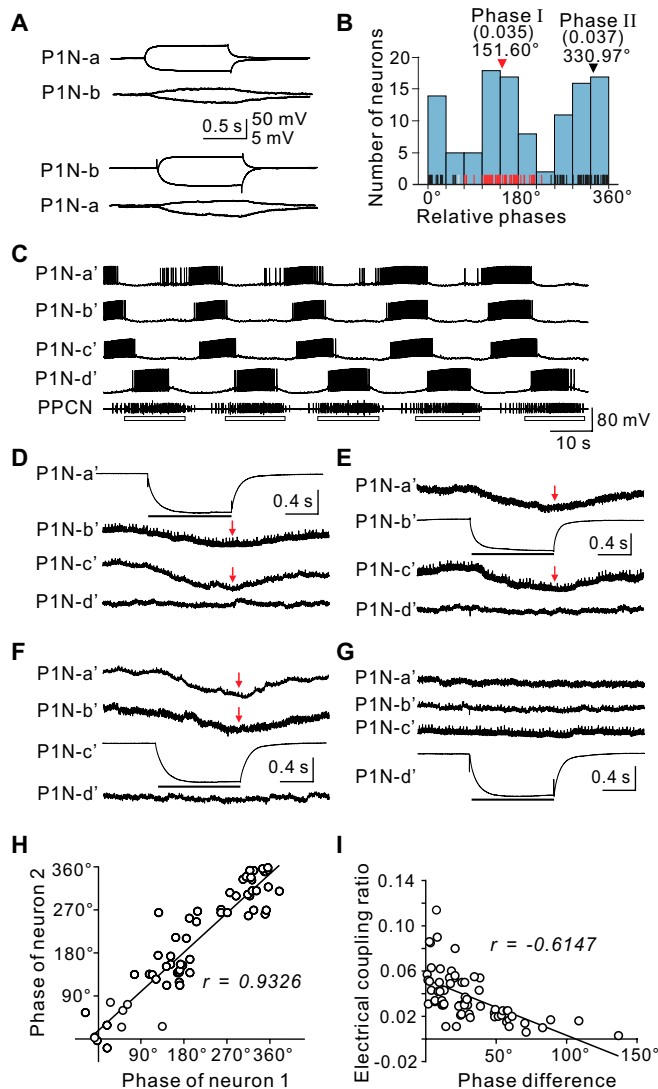 A
P1N-a
P1N-b
0.5 s
50 mV
5 mV
P1N-b
P1N-a
B
Phase I
(0.035)
151.60°
Phase II
(0.037)
330.97°
Number of neurons
20
15
10
5
0
0°
180°
360°
Relative phases
C
P1N-a'
P1N-b'
P1N-c'
P1N-d'
PPCN
80 mV
10 s
D
P1N-a'
0.4 s
P1N-b'
P1N-c'
P1N-d'
E
P1N-a'
P1N-b'
0.4 s
P1N-c'
P1N-d'
F
P1N-a'
P1N-b'
P1N-c'
0.4 s
P1N-d'
G
P1N-a'
P1N-b'
P1N-c'
P1N-d'
0.4 s
H
Phase of neuron 2
360°
270°
180°
90°
r = 0.9326
90°
180°
270°
360°
Phase of neuron 1
I
Electrical coupling ratio
0.14
0.10
0.06
0.02
-0.02
r = -0.6147
50°
100°
150°
Phase difference